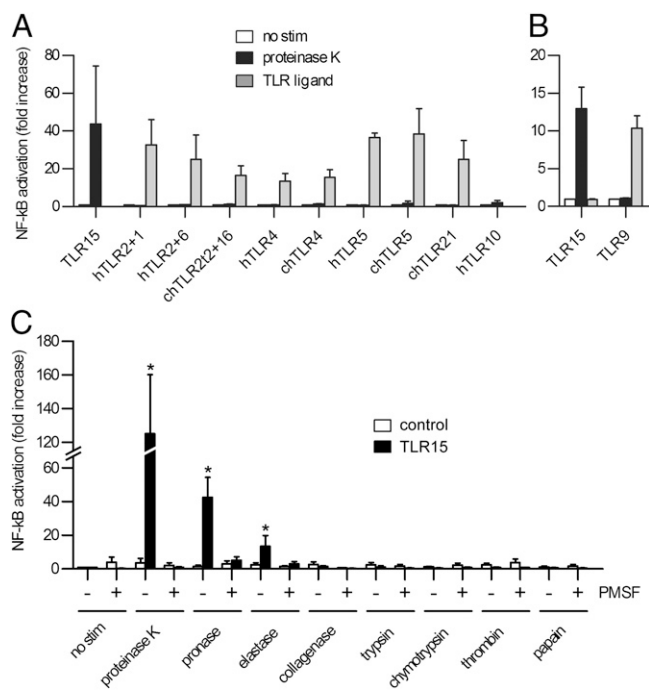 A
B
no stim
proteinase K
TLR ligand
NF-kB activation (fold increase)
80
60
40
20
0
TLR15
hTLR2+1
hTLR2+6
chTLR2t2+16
hTLR4
chTLR4
hTLR5
chTLR5
chTLR21
hTLR10
20
15
10
5
0
TLR15
TLR9
C
NF-kB activation (fold increase)
180
160
140
120
60
40
20
0
control
TLR15
*
*
*
- + - + - + - + - + - + - + - + - + PMSF
no stim
proteinase K
pronase
elastase
collagenase
trypsin
chymotrypsin
thrombin
papain